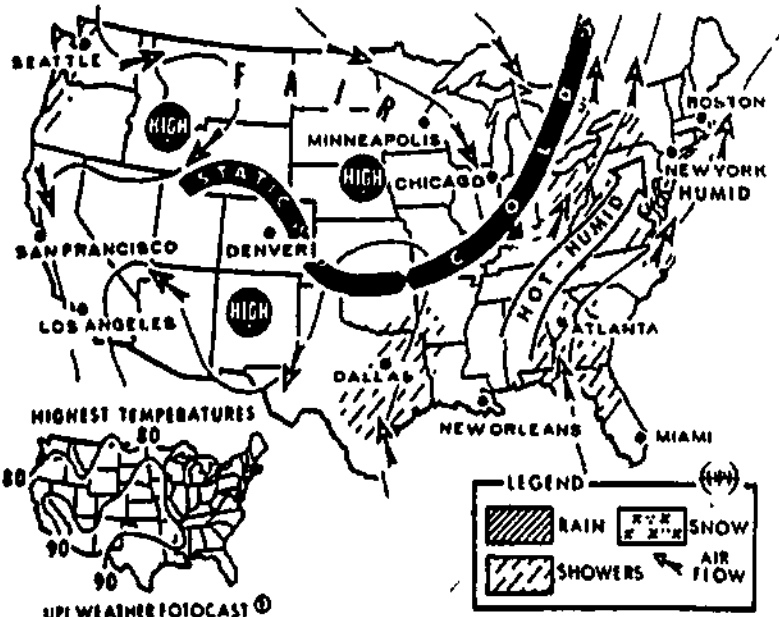 SEATTLE
FAIR
HIGH
MINNEAPOLIS
BOSTON
HIGH
CHICAGO
NEW YORK
HUMID
STATIC
COOL
SAN FRANCISCO
DENVER
HOT-HUMID
HIGH
LOS ANGELES
ATLANTA
DALLAS
NEW ORLEANS
MIAMI
HIGHEST TEMPERATURES
80
80
90
90
UPI WEATHER FOTOCAST
LEGEND
RAIN
SNOW
SHOWERS
AIR
FLOW